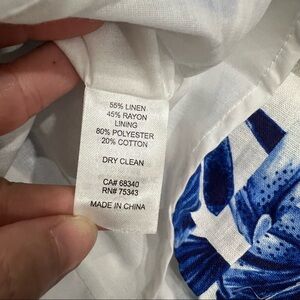 55% LINEN
45% RAYON
LINING
80% POLYESTER
20% COTTON
DRY CLEAN
CA# 68340
RN# 75343
MADE IN CHINA